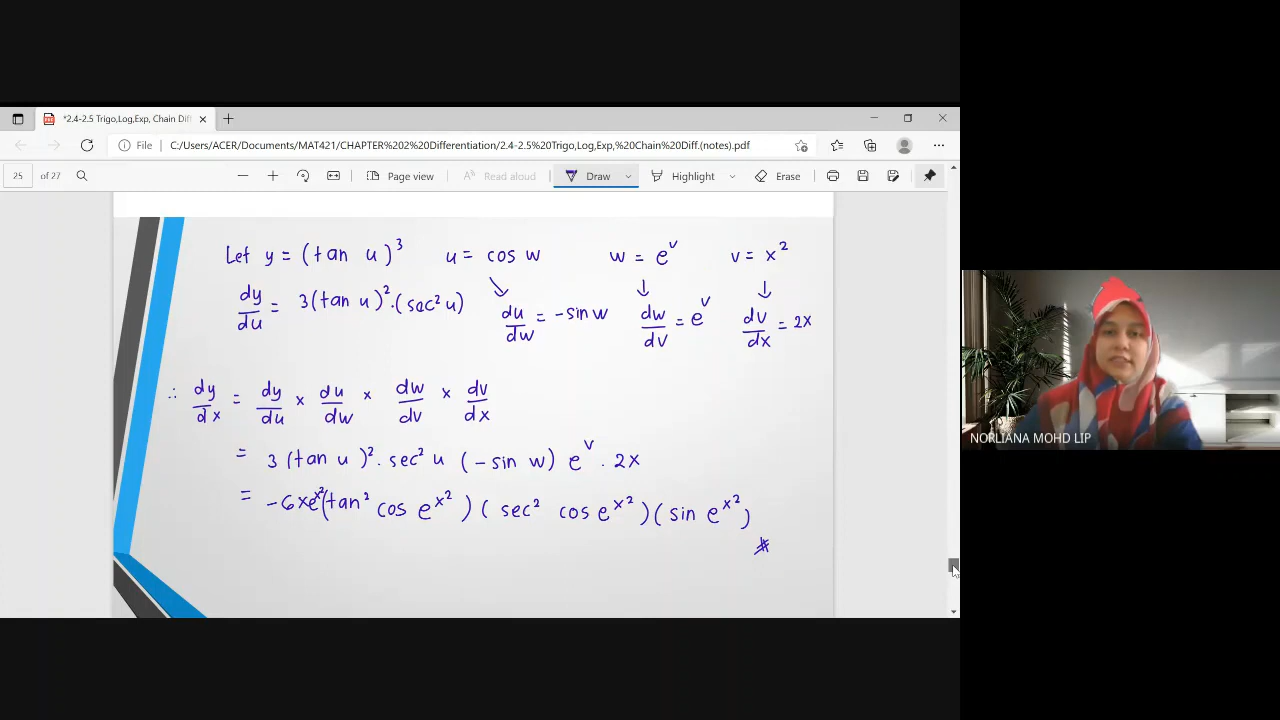 *2.4-2.5 Trigo,Log,Exp, Chain Dif
File C:/Users/ACER/Documents/MAT421/CHAPTER%202%20Differentiation/2.4-2.5%20Trigo,Log,Exp,%20Chain%20Diff.(notes).pdf
25 of 27 Page view Read aloud Draw Highlight Erase
Let y = (tan u)³ u = cos w w = e^v v = x²
dy/du = 3(tan u)².(sec² u) du/dw = -sin w dw/dv = e^v dv/dx = 2x
∴ dy/dx = dy/du × du/dw × dw/dv × dv/dx
= 3(tan u)². sec² u (-sin w) e^v . 2x
= -6xe^x²(tan² cos e^x²)(sec² cos e^x²)(sin e^x²)
NORLIANA MOHD LIP